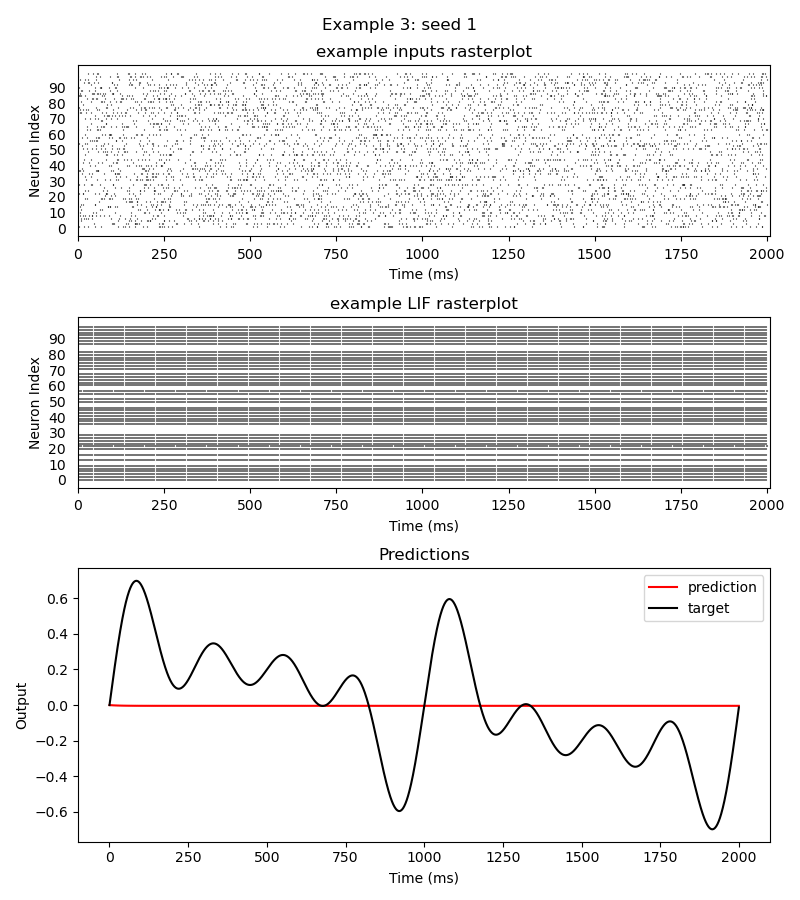 Example 3: seed 1
example inputs rasterplot
Neuron Index
90
80
70
60
50
40
30
20
10
0
0 250 500 750 1000 1250 1500 1750 2000
Time (ms)
example LIF rasterplot
Neuron Index
90
80
70
60
50
40
30
20
10
0
0 250 500 750 1000 1250 1500 1750 2000
Time (ms)
Predictions
Output
0.6
0.4
0.2
0.0
−0.2
−0.4
−0.6
prediction
target
0 250 500 750 1000 1250 1500 1750 2000
Time (ms)